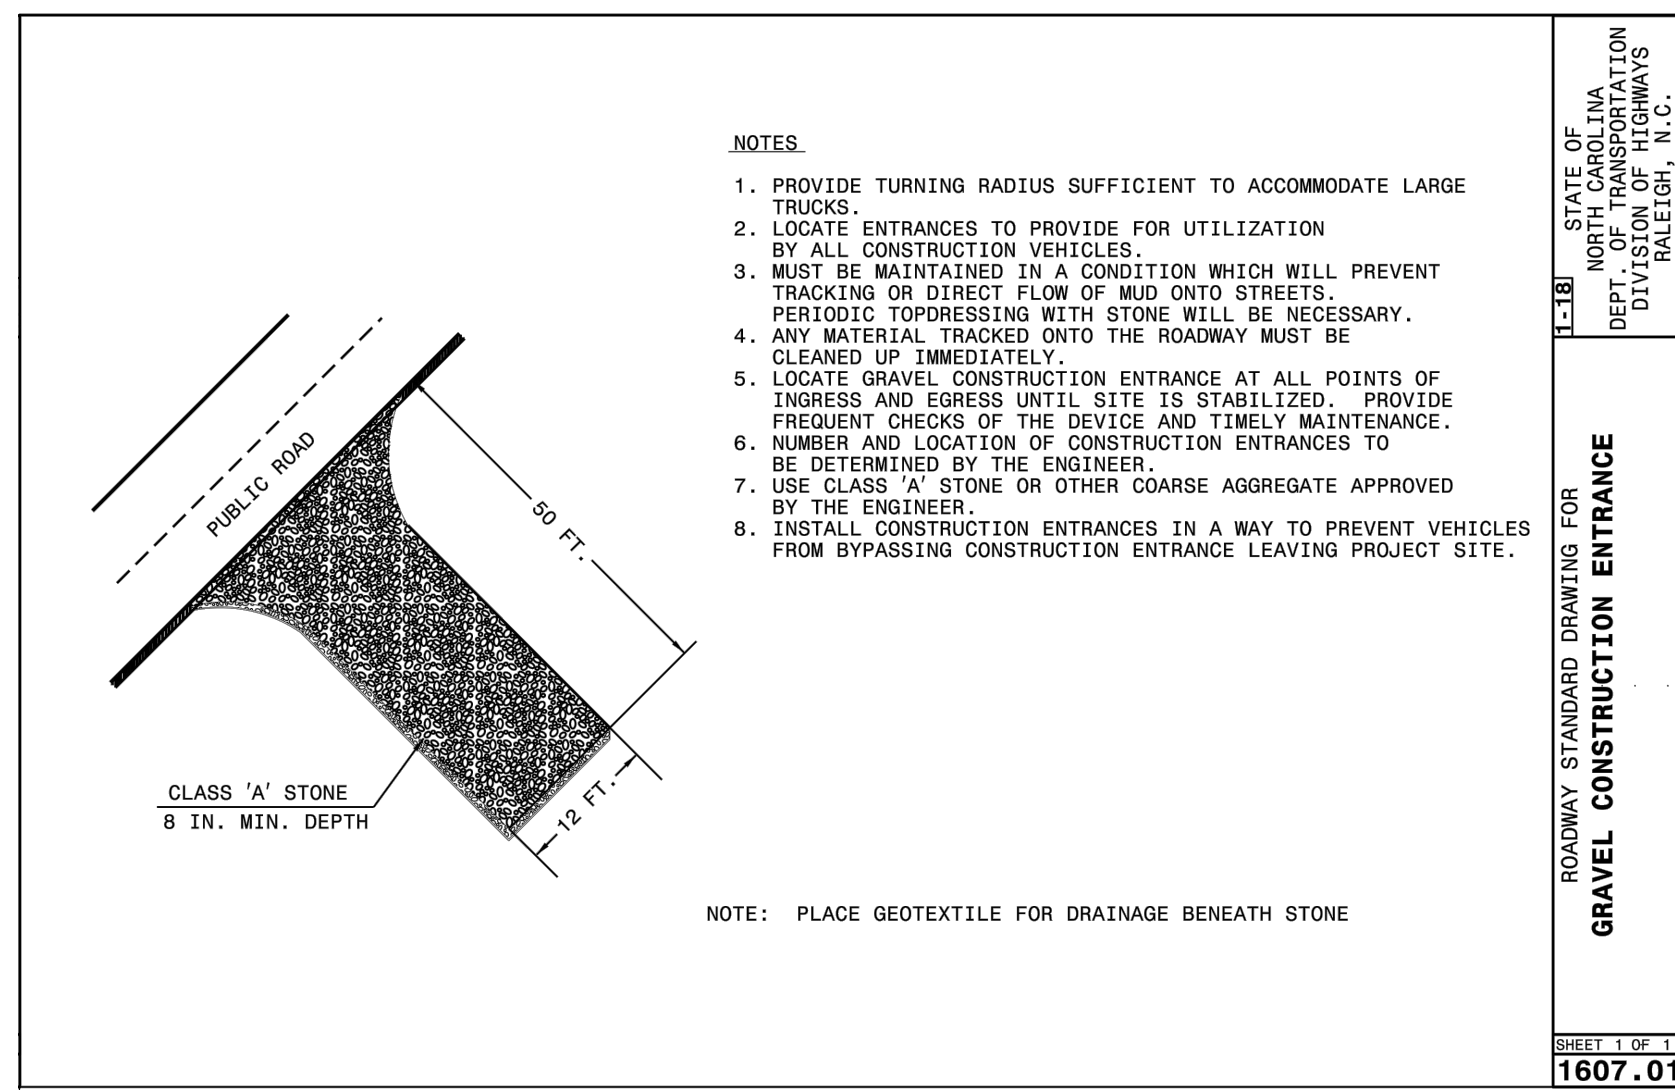 NOTES
1. PROVIDE TURNING RADIUS SUFFICIENT TO ACCOMMODATE LARGE
TRUCKS.
2. LOCATE ENTRANCES TO PROVIDE FOR UTILIZATION
BY ALL CONSTRUCTION VEHICLES.
3. MUST BE MAINTAINED IN A CONDITION WHICH WILL PREVENT
TRACKING OR DIRECT FLOW OF MUD ONTO STREETS.
PERIODIC TOPDRESSING WITH STONE WILL BE NECESSARY.
4. ANY MATERIAL TRACKED ONTO THE ROADWAY MUST BE
CLEANED UP IMMEDIATELY.
5. LOCATE GRAVEL CONSTRUCTION ENTRANCE AT ALL POINTS OF
INGRESS AND EGRESS UNTIL SITE IS STABILIZED. PROVIDE
FREQUENT CHECKS OF THE DEVICE AND TIMELY MAINTENANCE.
6. NUMBER AND LOCATION OF CONSTRUCTION ENTRANCES TO
BE DETERMINED BY THE ENGINEER.
7. USE CLASS 'A' STONE OR OTHER COARSE AGGREGATE APPROVED
BY THE ENGINEER.
8. INSTALL CONSTRUCTION ENTRANCES IN A WAY TO PREVENT VEHICLES
FROM BYPASSING CONSTRUCTION ENTRANCE LEAVING PROJECT SITE.
PUBLIC ROAD
50 FT.
12 FT.
CLASS 'A' STONE
8 IN. MIN. DEPTH
NOTE: PLACE GEOTEXTILE FOR DRAINAGE BENEATH STONE
1-18
STATE OF
NORTH CAROLINA
DEPT. OF TRANSPORTATION
DIVISION OF HIGHWAYS
RALEIGH, N.C.
ROADWAY STANDARD DRAWING FOR
GRAVEL CONSTRUCTION ENTRANCE
SHEET 1 OF 1
1607.01